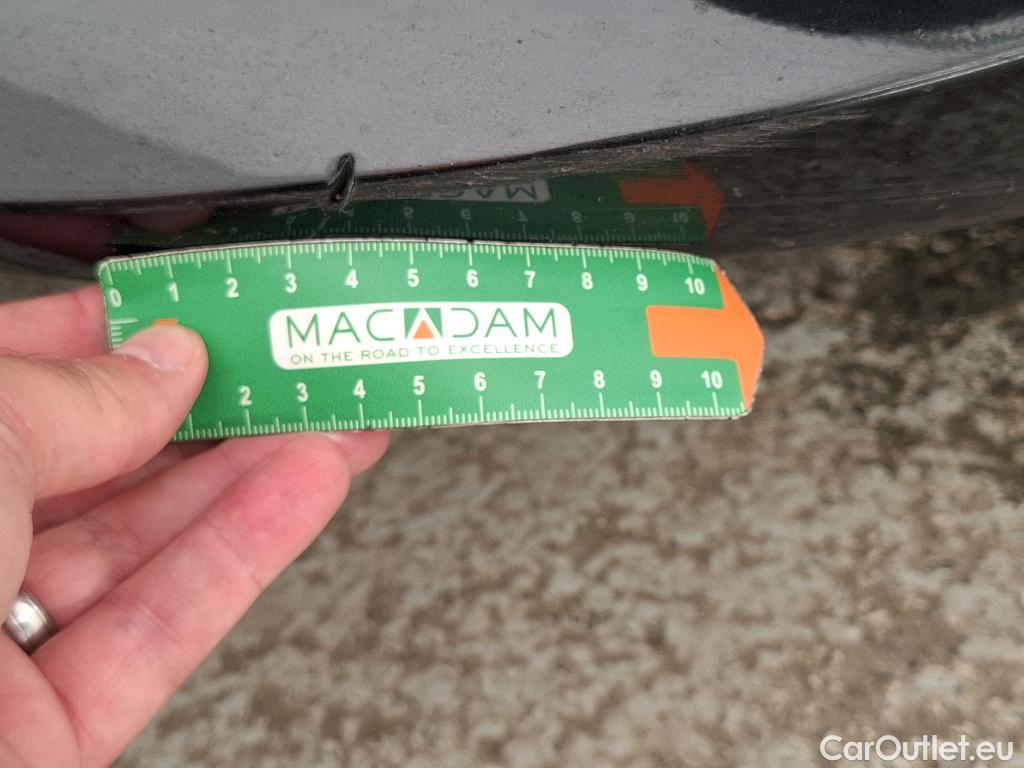 0 1 2 3 4 5 6 7 8 9 10
MACADAM
ON THE ROAD TO EXCELLENCE
2 3 4 5 6 7 8 9 10
CarOutlet.eu